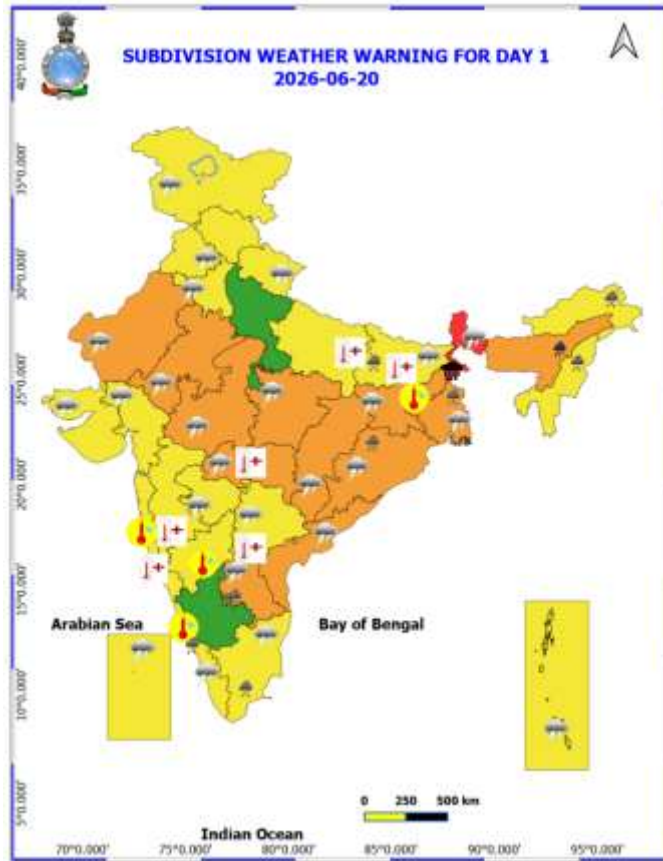 SUBDIVISION WEATHER WARNING FOR DAY 1
2026-06-20
40°0.000'
35°0.000'
30°0.000'
25°0.000'
20°0.000'
15°0.000'
10°0.000'
5°0.000'
Arabian Sea
Bay of Bengal
0 250 500 km
Indian Ocean
70°0.000' 75°0.000' 80°0.000' 85°0.000' 90°0.000' 95°0.000'